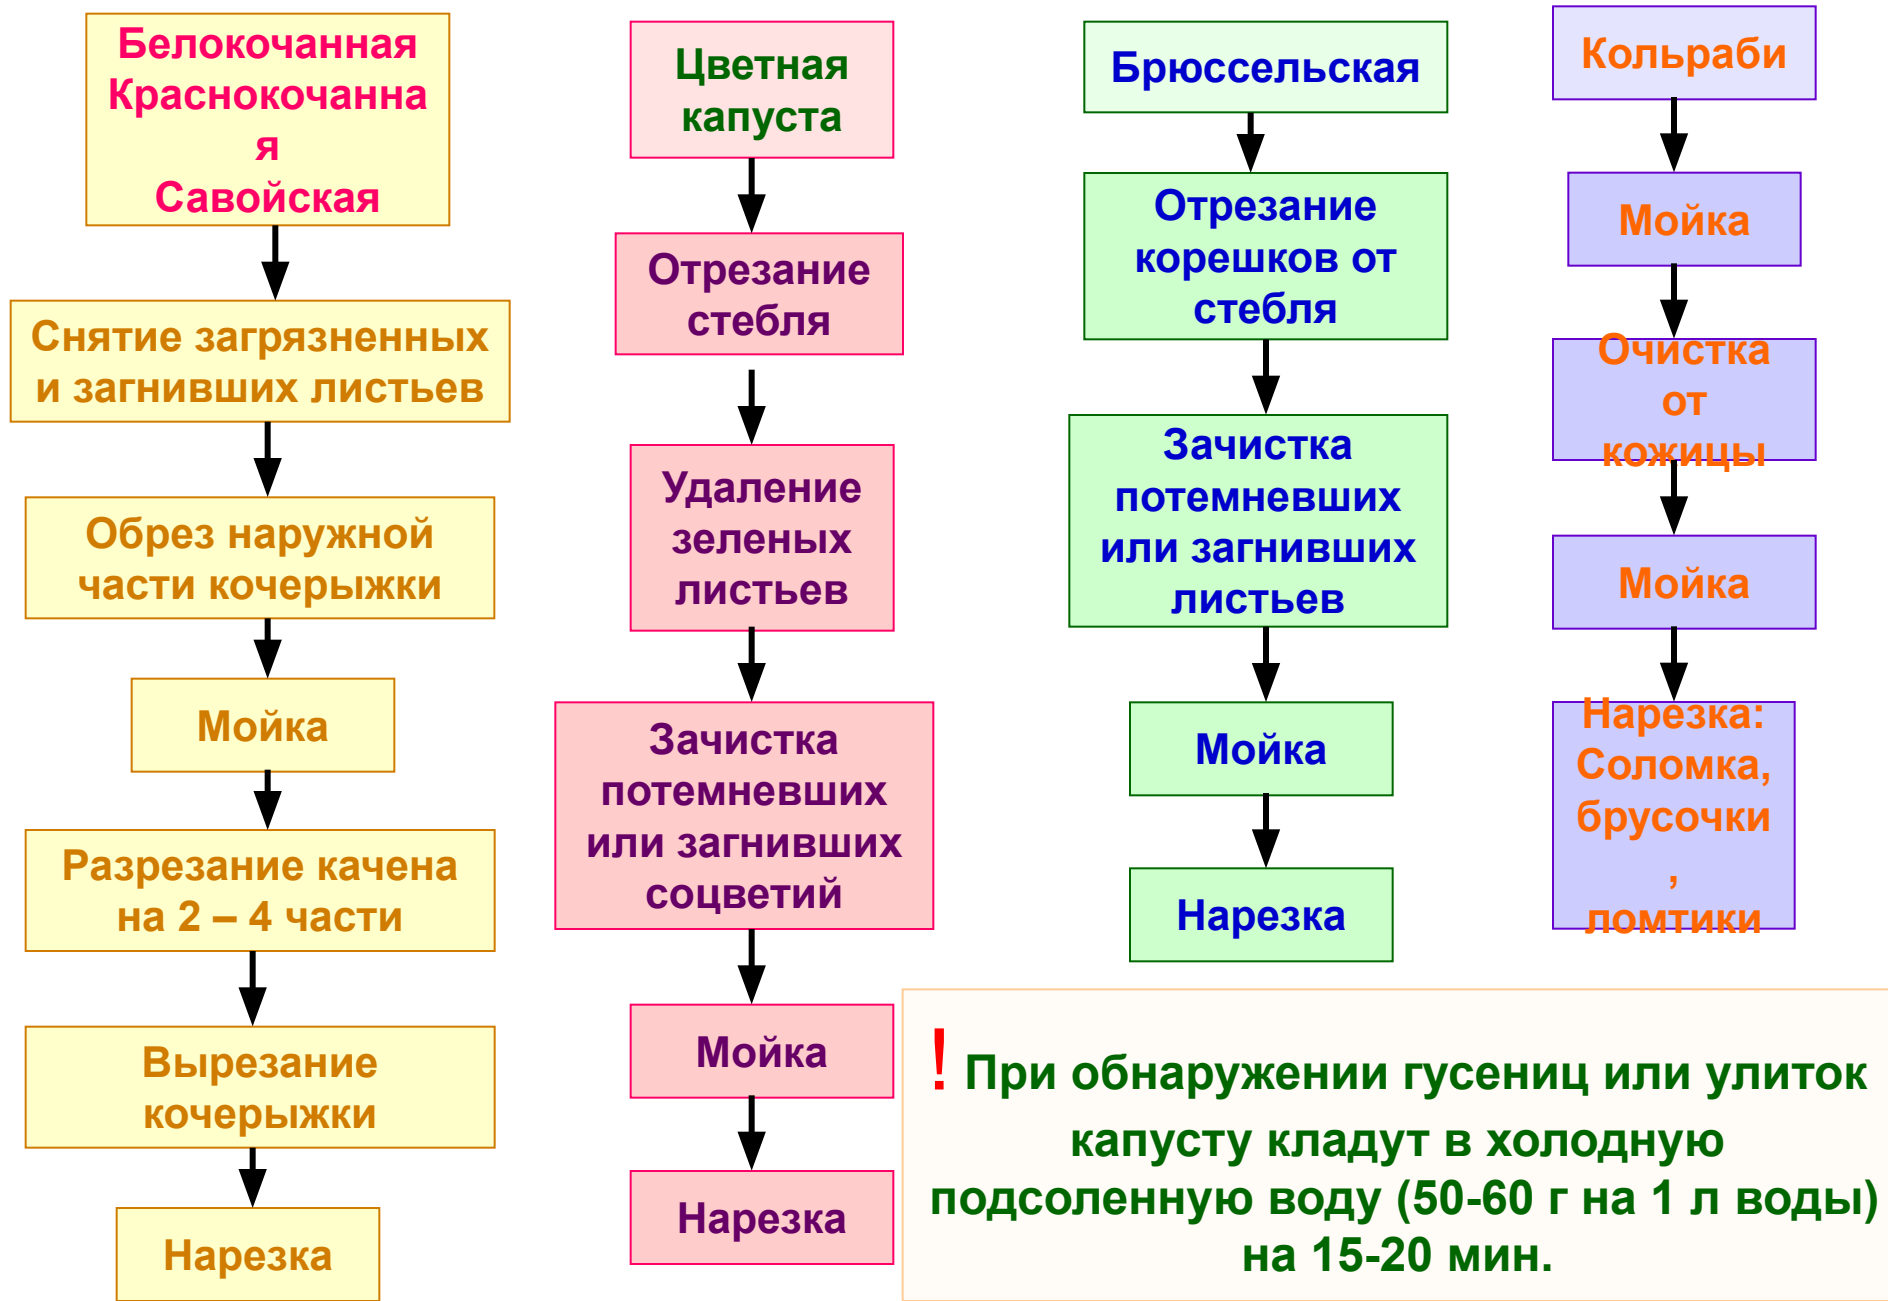 Белокочанная
Краснокочанна
я
Савойская
Снятие загрязненных
и загнивших листьев
Обрез наружной
части кочерыжки
Мойка
Разрезание качена
на 2 – 4 части
Вырезание
кочерыжки
Нарезка
Цветная
капуста
Отрезание
стебля
Удаление
зеленых
листьев
Зачистка
потемневших
или загнивших
соцветий
Мойка
Нарезка
Брюссельская
Отрезание
корешков от
стебля
Зачистка
потемневших
или загнивших
листьев
Мойка
Нарезка
Кольраби
Мойка
Очистка
от
кожицы
Мойка
Нарезка:
Соломка,
брусочки
,
ломтики
! При обнаружении гусениц или улиток
капусту кладут в холодную
подсоленную воду (50-60 г на 1 л воды)
на 15-20 мин.